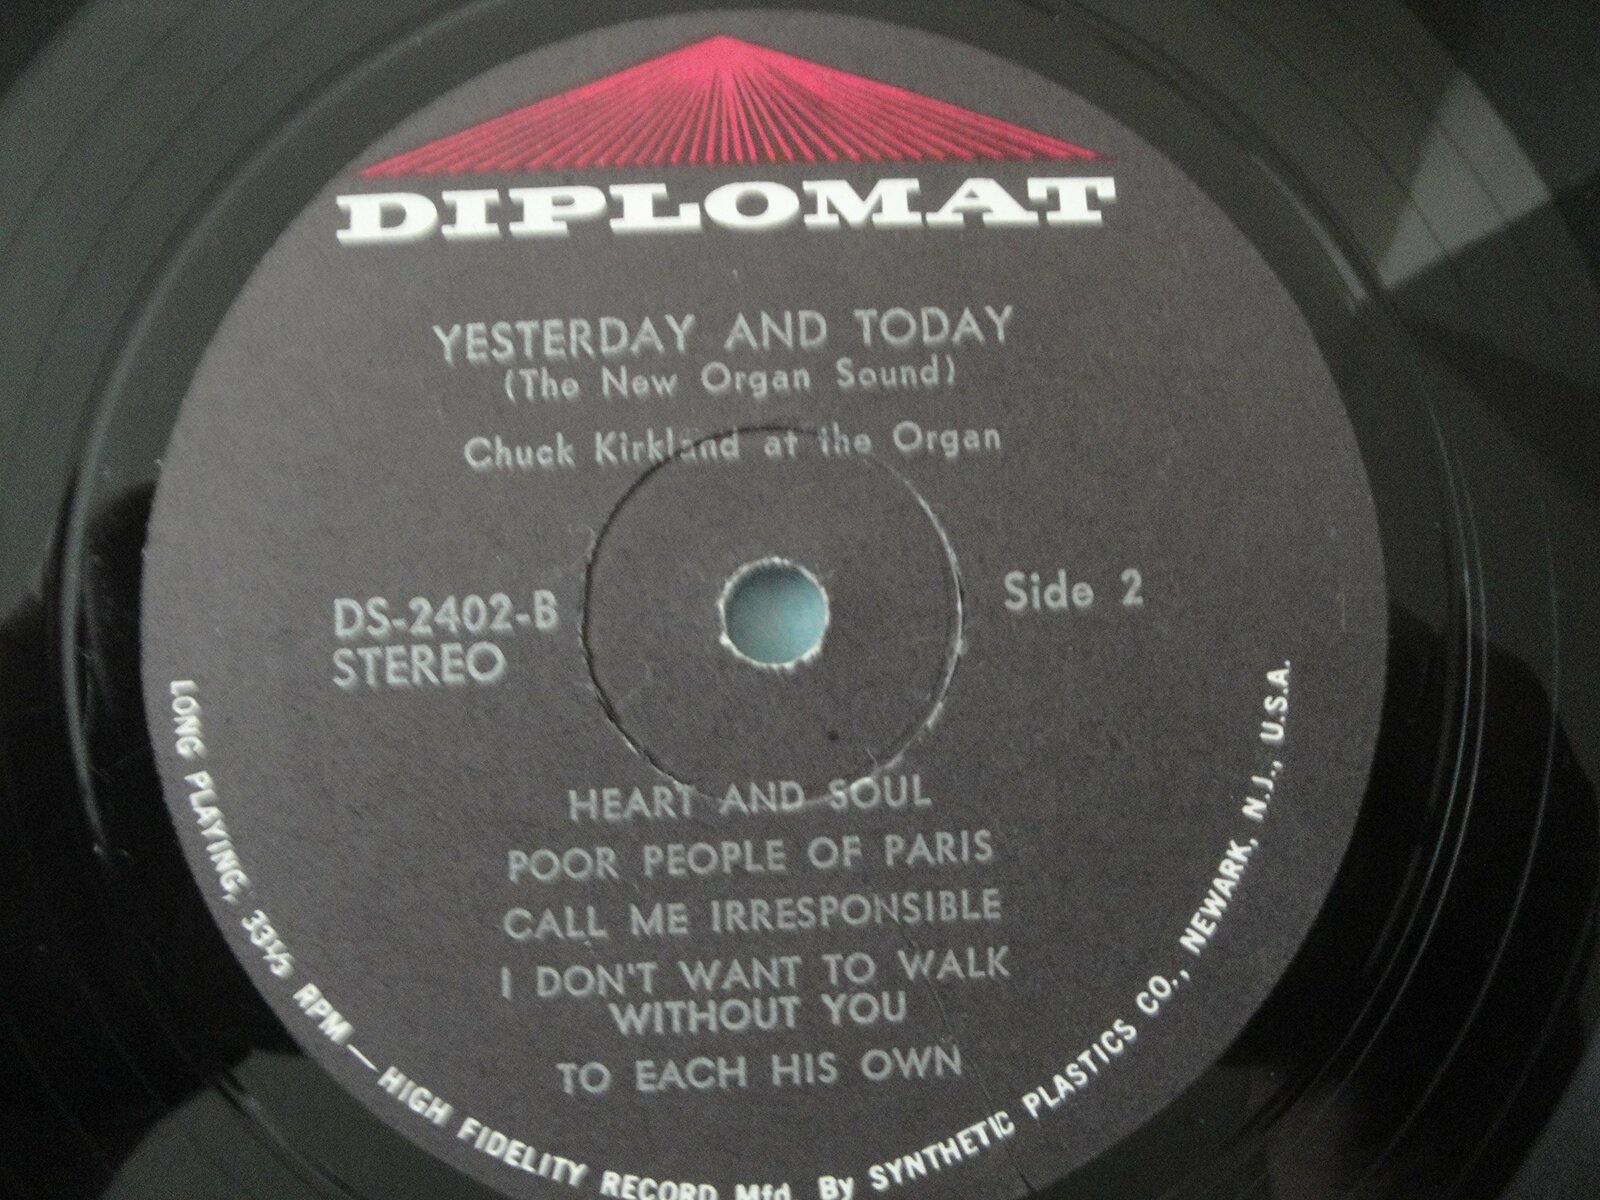 DIPLOMAT
YESTERDAY AND TODAY
(The New Organ Sound)
Chuck Kirkland at the Organ
DS-2402-B
STEREO
Side 2
HEART AND SOUL
POOR PEOPLE OF PARIS
CALL ME IRRESPONSIBLE
I DON'T WANT TO WALK
WITHOUT YOU
TO EACH HIS OWN
LONG PLAYING, 33⅓ RPM — HIGH FIDELITY RECORD Mfd. By SYNTHETIC PLASTICS CO., NEWARK, N.J., U.S.A.